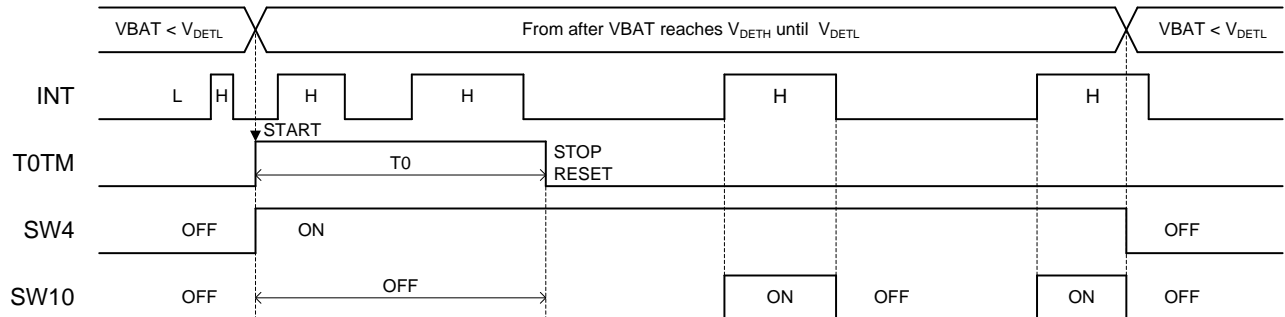 VBAT < VDETL From after VBAT reaches VDETH until VDETL VBAT < VDETL
INT L H H H H H
START
T0TM T0 STOP
RESET
SW4 OFF ON OFF
SW10 OFF OFF ON OFF ON OFF